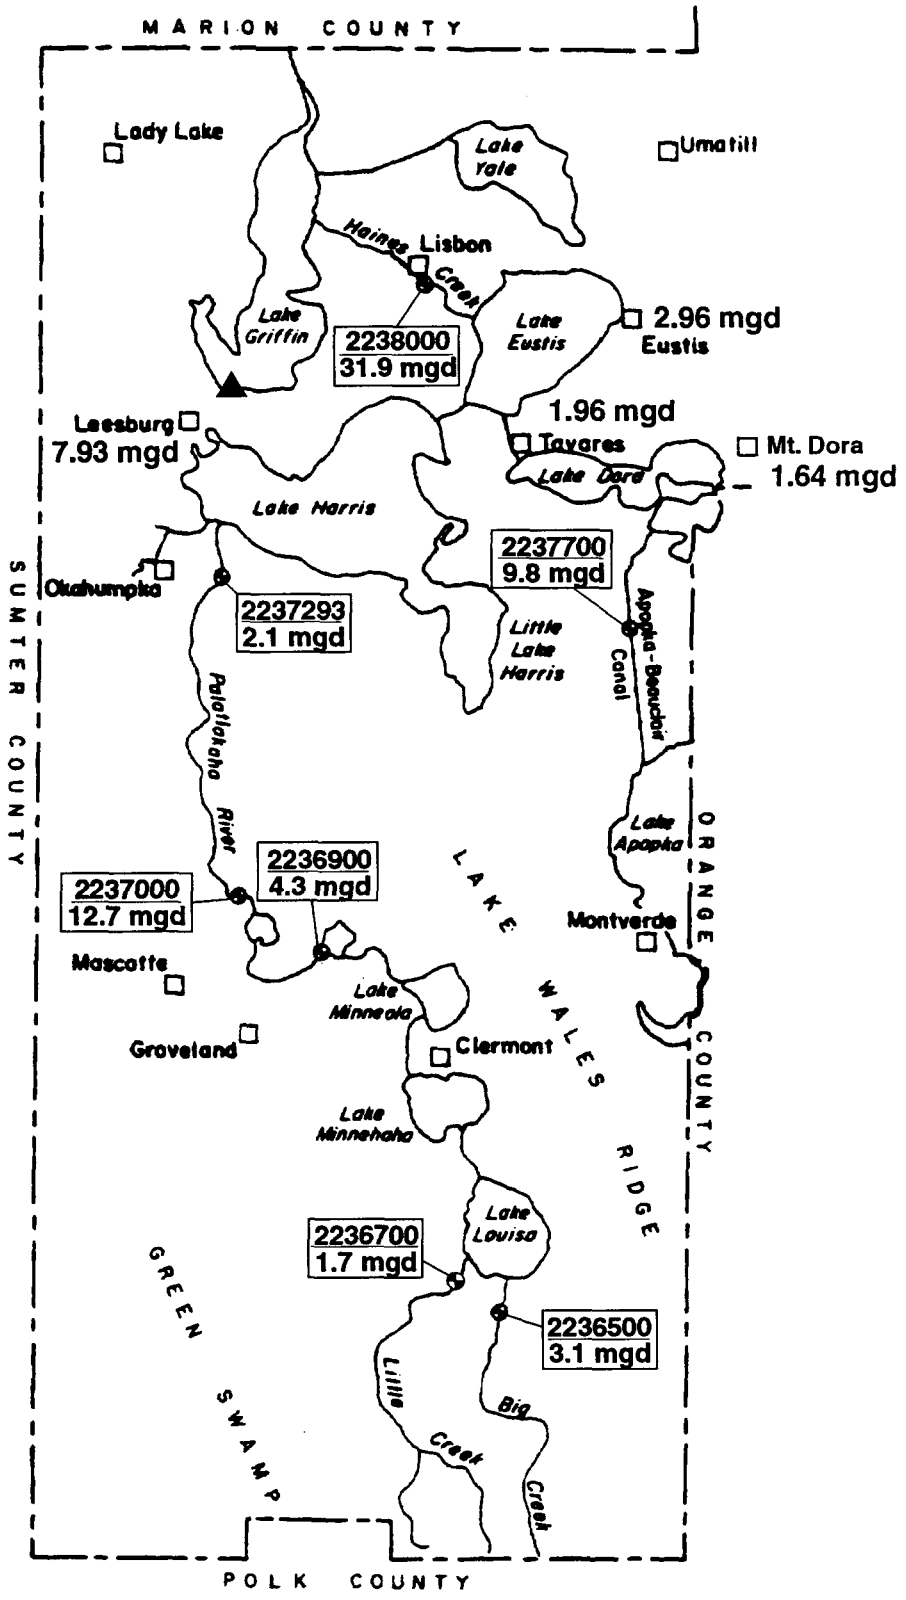 MARION COUNTY
Lady Lake
Lake
Yale
Umatill
Haines Creek
Lisbon
Lake
Griffin
Lake
Eustis
2.96 mgd
Eustis
2238000
31.9 mgd
1.96 mgd
Leesburg
7.93 mgd
Tavares
Mt. Dora
1.64 mgd
Lake Dora
Lake Harris
2237700
9.8 mgd
Okahumpka
2237293
2.1 mgd
Little
Lake
Harris
Apopka-Beauclair
Canal
SUMTER COUNTY
Palatlakaha
River
Lake
Apopka
ORANGE COUNTY
2236900
4.3 mgd
2237000
12.7 mgd
LAKE WALES RIDGE
Montverde
Mascotte
Lake
Minneola
Groveland
Clermont
Lake
Minnehaha
Lake
Louisa
2236700
1.7 mgd
GREEN SWAMP
2236500
3.1 mgd
Little
Creek
Big
Creek
POLK COUNTY